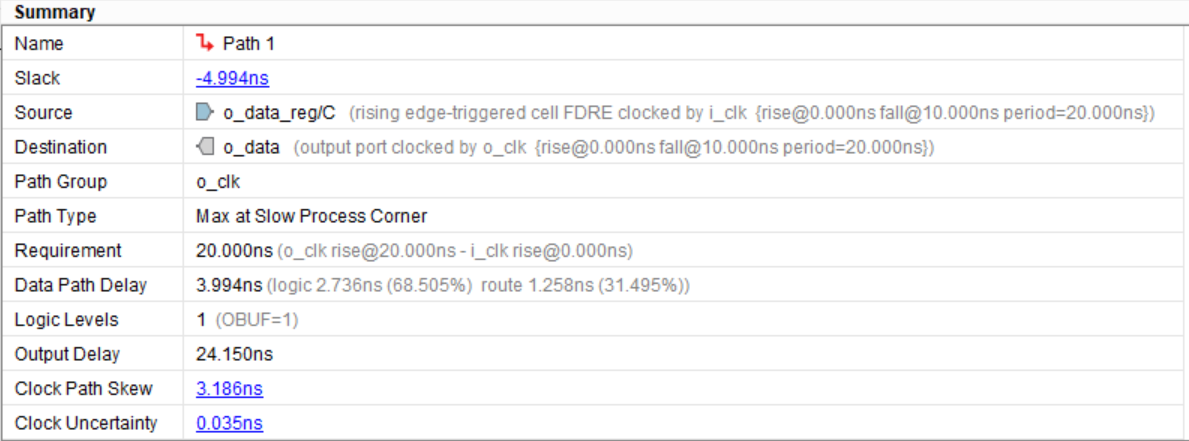 Summary
Name Path 1
Slack -4.994ns
Source o_data_reg/C (rising edge-triggered cell FDRE clocked by i_clk {rise@0.000ns fall@10.000ns period=20.000ns})
Destination o_data (output port clocked by o_clk {rise@0.000ns fall@10.000ns period=20.000ns})
Path Group o_clk
Path Type Max at Slow Process Corner
Requirement 20.000ns (o_clk rise@20.000ns - i_clk rise@0.000ns)
Data Path Delay 3.994ns (logic 2.736ns (68.505%) route 1.258ns (31.495%))
Logic Levels 1 (OBUF=1)
Output Delay 24.150ns
Clock Path Skew 3.186ns
Clock Uncertainty 0.035ns